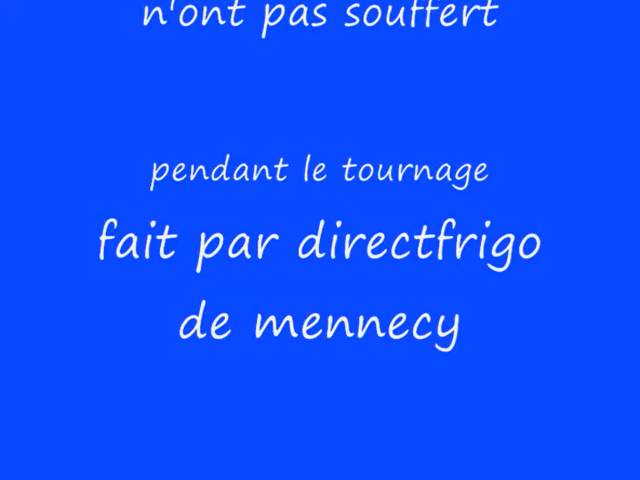 n'ont pas souffert
pendant le tournage
fait par directfrigo
de mennecy